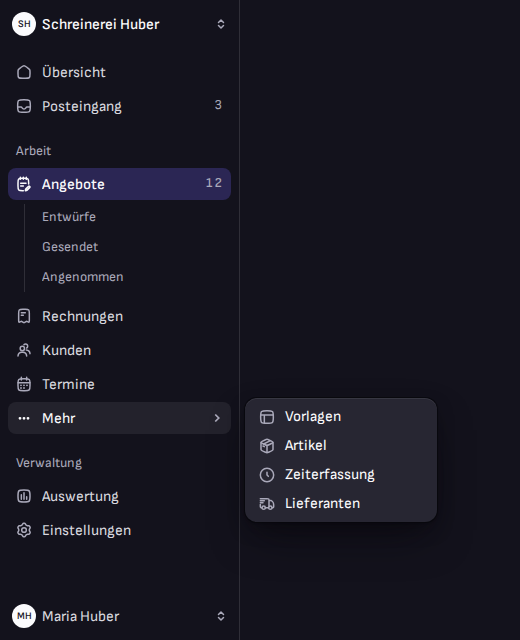 SH Schreinerei Huber
Übersicht
Posteingang 3
Arbeit
Angebote 12
Entwürfe
Gesendet
Angenommen
Rechnungen
Kunden
Termine
Mehr
Vorlagen
Artikel
Zeiterfassung
Lieferanten
Verwaltung
Auswertung
Einstellungen
MH Maria Huber